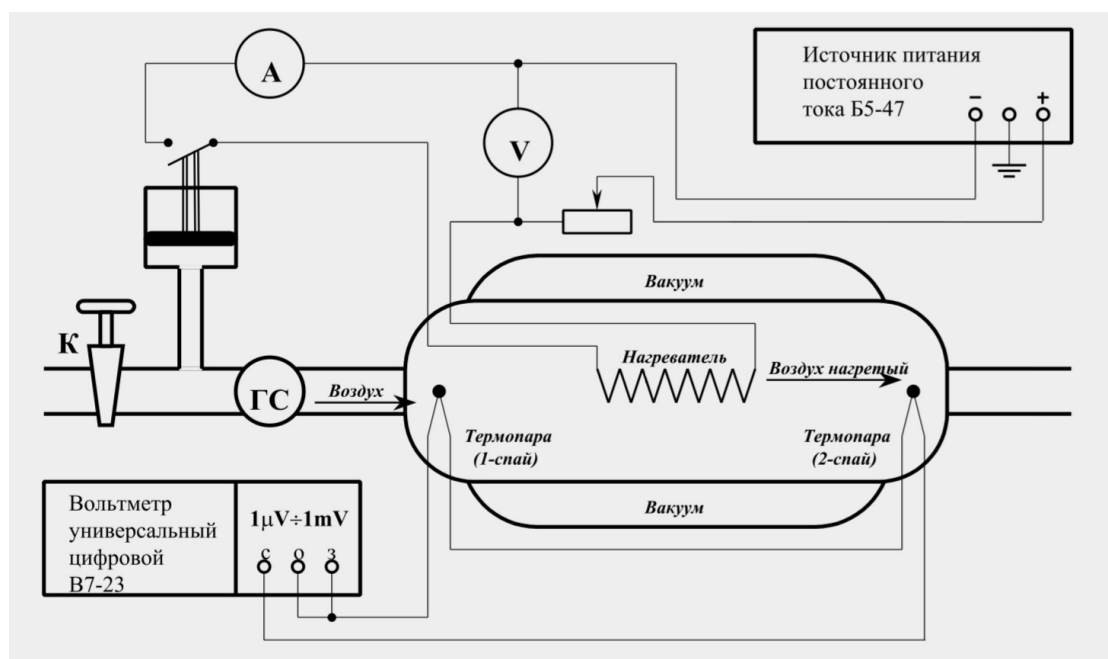 А
Источник питания
постоянного
тока Б5-47
− +
V
Вакуум
К
Нагреватель
Воздух нагретый
ГС
Воздух
Термопара
(1-спай)
Термопара
(2-спай)
Вакуум
Вольтметр
универсальный
цифровой
В7-23
1µV÷1mV
с о з